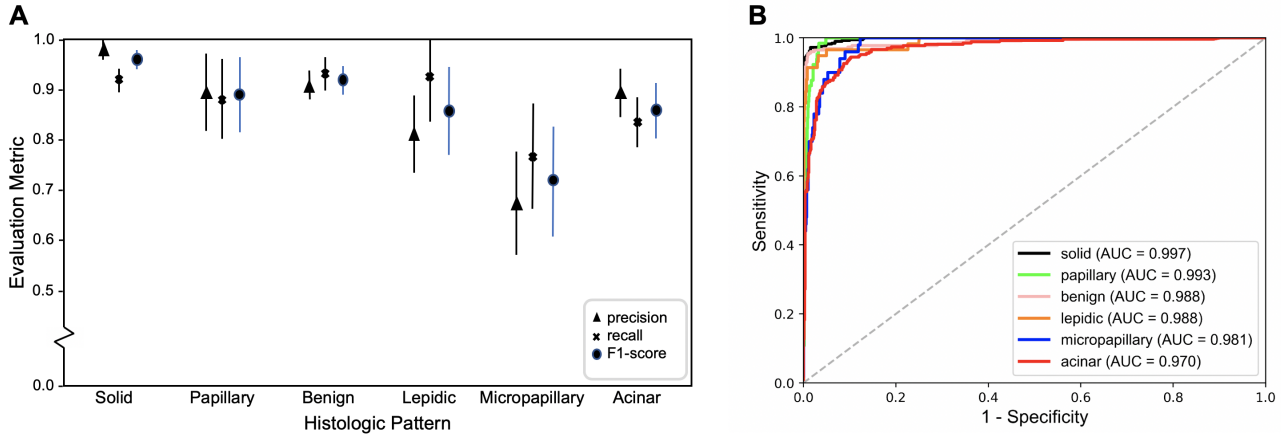 A
1.0
0.9
0.8
0.7
0.6
0.5
0.0
Evaluation Metric
Solid Papillary Benign Lepidic Micropapillary Acinar
Histologic Pattern
precision
recall
F1-score
B
1.0
0.8
0.6
0.4
0.2
0.0
Sensitivity
0.0 0.2 0.4 0.6 0.8 1.0
1 - Specificity
solid (AUC = 0.997)
papillary (AUC = 0.993)
benign (AUC = 0.988)
lepidic (AUC = 0.988)
micropapillary (AUC = 0.981)
acinar (AUC = 0.970)